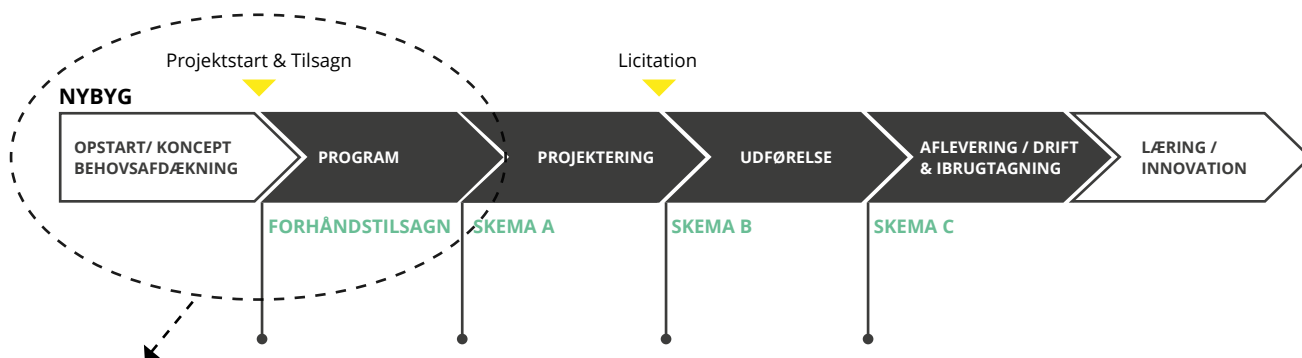 Projektstart & Tilsagn
Licitation
NYBYG
OPSTART/ KONCEPT
BEHOVSAFDÆKNING
PROGRAM
PROJEKTERING
UDFØRELSE
AFLEVERING / DRIFT
& IBRUGTAGNING
LÆRING /
INNOVATION
FORHÅNDSTILSAGN
SKEMA A
SKEMA B
SKEMA C